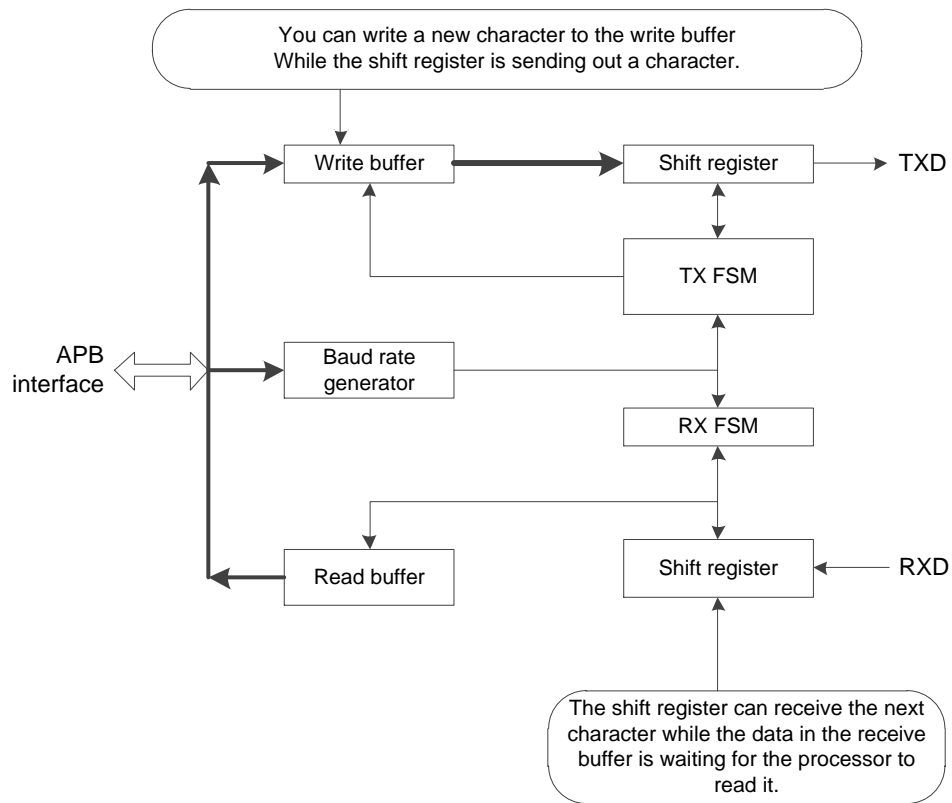 You can write a new character to the write buffer
While the shift register is sending out a character.
Write buffer
Shift register
TXD
TX FSM
APB
interface
Baud rate
generator
RX FSM
Read buffer
Shift register
RXD
The shift register can receive the next
character while the data in the receive
buffer is waiting for the processor to
read it.